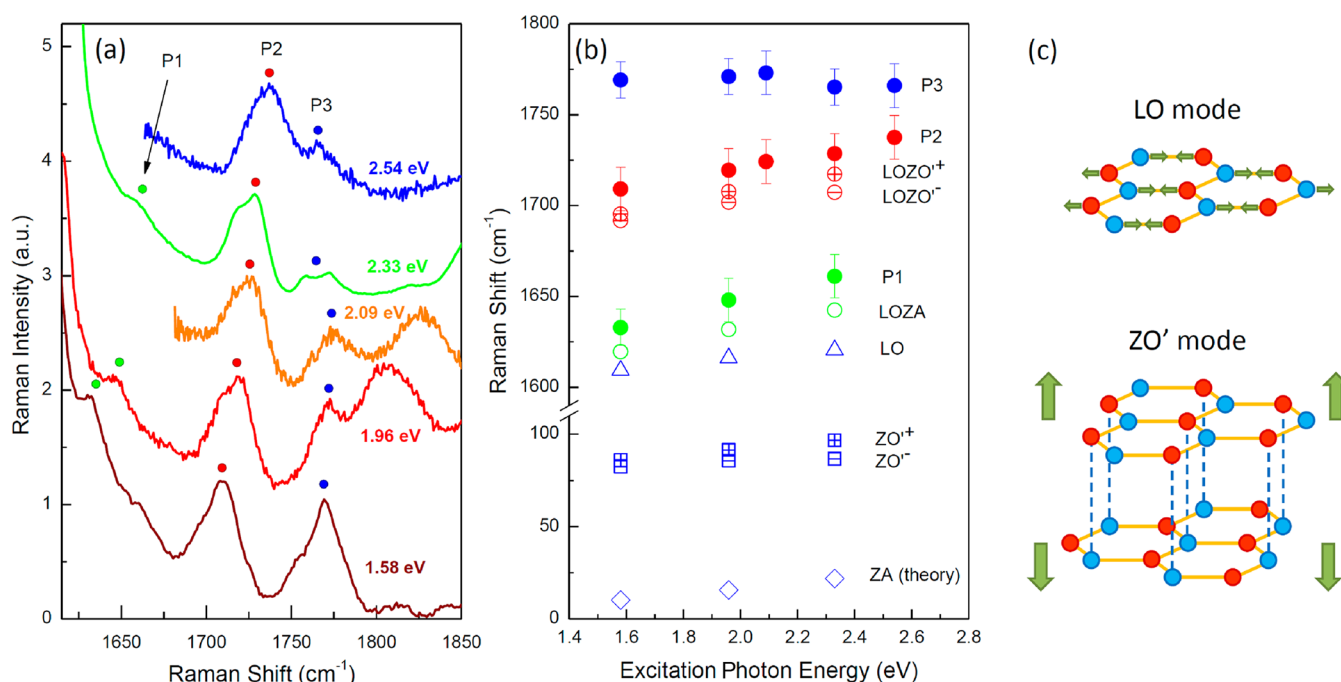 (a)
P1
P2
P3
2.54 eV
2.33 eV
2.09 eV
1.96 eV
1.58 eV
5
4
3
2
1
0
Raman Intensity (a.u.)
1650 1700 1750 1800 1850
Raman Shift (cm⁻¹)
(b)
1800
1750
1700
1650
1600
100
50
0
Raman Shift (cm⁻¹)
P3
P2
LOZO'⁺
LOZO'⁻
P1
LOZA
LO
ZO'⁺
ZO'⁻
ZA (theory)
1.4 1.6 1.8 2.0 2.2 2.4 2.6 2.8
Excitation Photon Energy (eV)
(c)
LO mode
ZO’ mode